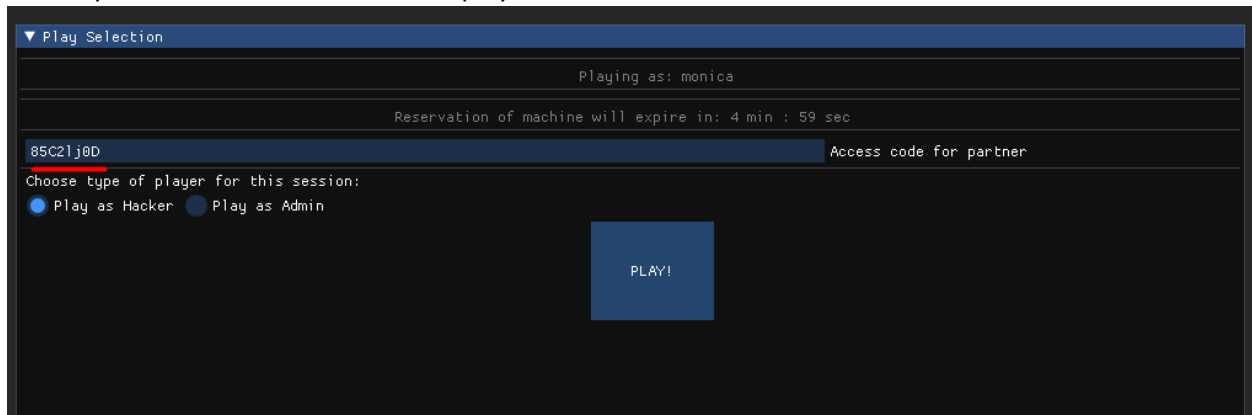 ▼ Play Selection
Playing as: monica
Reservation of machine will expire in: 4 min : 59 sec
85C2lj0D Access code for partner
Choose type of player for this session:
Play as Hacker Play as Admin
PLAY!